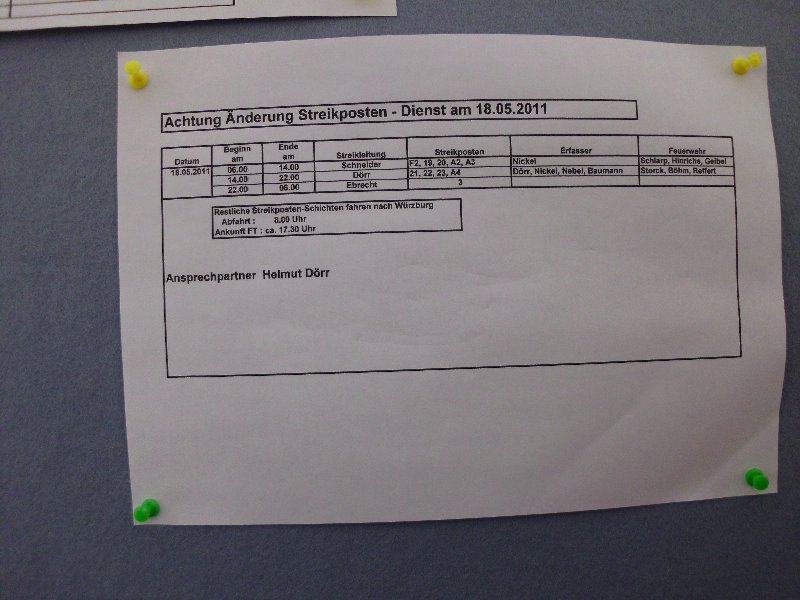 Achtung Änderung Streikposten - Dienst am 18.05.2011
Datum Beginn am Ende am Streikleitung Streikposten Erfasser Feuerwehr
18.05.2011 06.00 14.00 Schneider F2, 19, 20, A2, A3 Nickel Schlarp, Hinrichs, Geibel
14.00 22.00 Dörr 21, 22, 23, A4 Dörr, Nickel, Nebel, Baumann Storck, Böhm, Reffert
22.00 06.00 Ebrecht 3
Restliche Streikposten-Schichten fahren nach Würzburg
Abfahrt : 8.00 Uhr
Ankunft FT : ca. 17.30 Uhr
Ansprechpartner Helmut Dörr